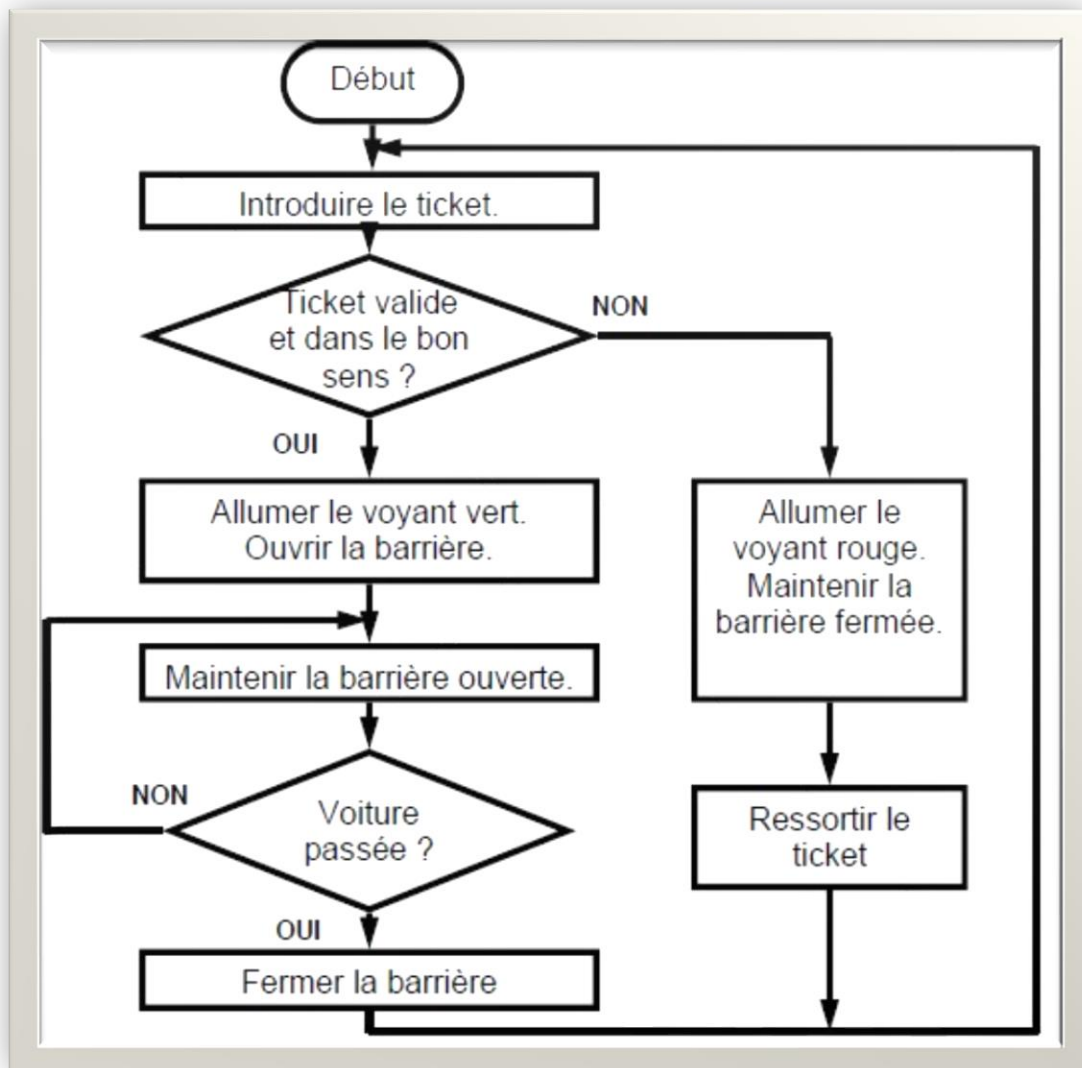 Début
Introduire le ticket.
Ticket valide
et dans le bon
sens ?
NON
OUI
Allumer le voyant vert.
Ouvrir la barrière.
Allumer le
voyant rouge.
Maintenir la
barrière fermée.
Maintenir la barrière ouverte.
NON
Voiture
passée ?
Ressortir le
ticket
OUI
Fermer la barrière